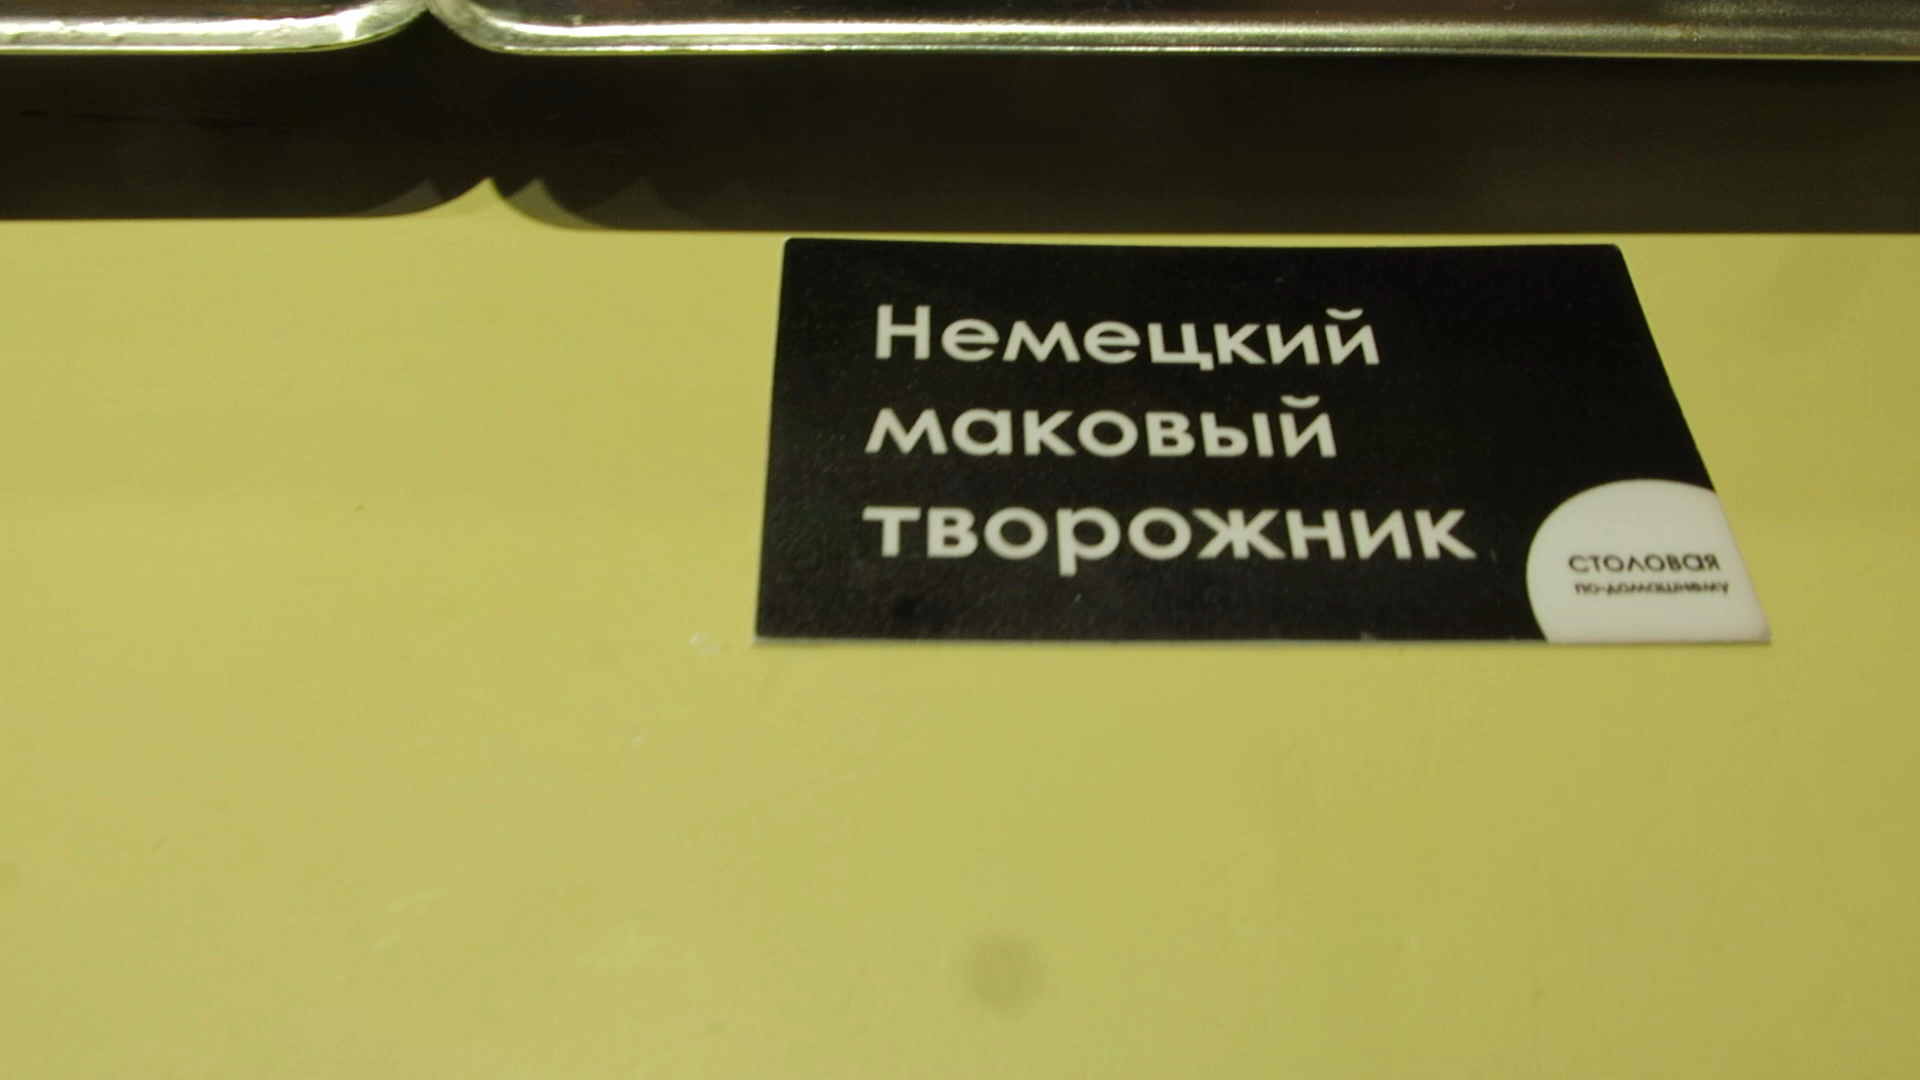 Немецкий
маковый
творожник
столовая
по-домашнему